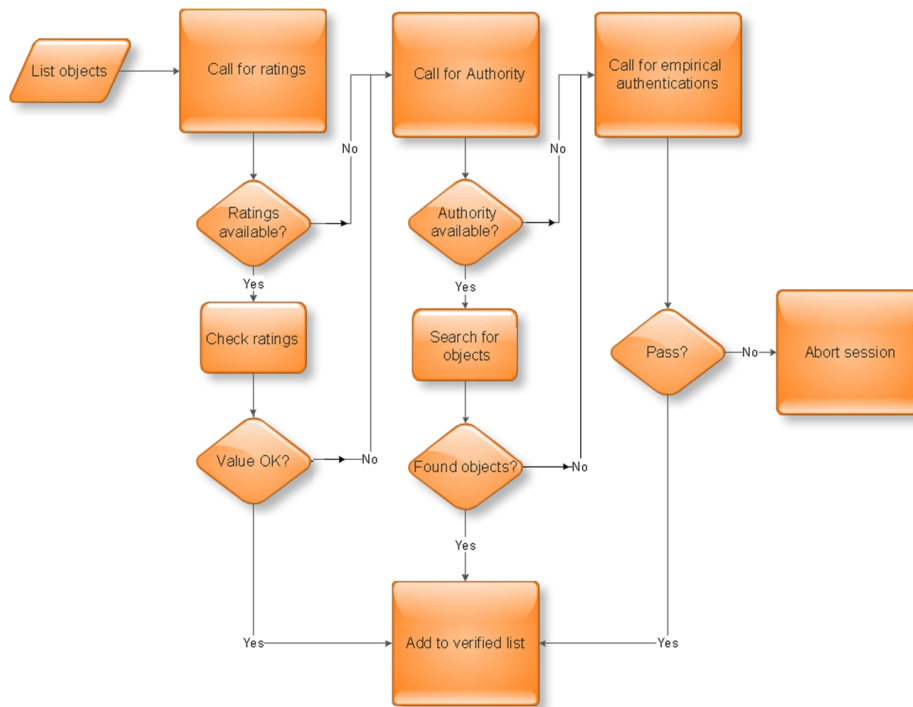 List objects
Call for ratings
Call for Authority
Call for empirical
authentications
No
No
Ratings
available?
Authority
available?
Yes
Yes
Check ratings
Search for
objects
Pass?
No
Abort session
Value OK?
No
Found objects?
No
Yes
Yes
Add to verified list
Yes